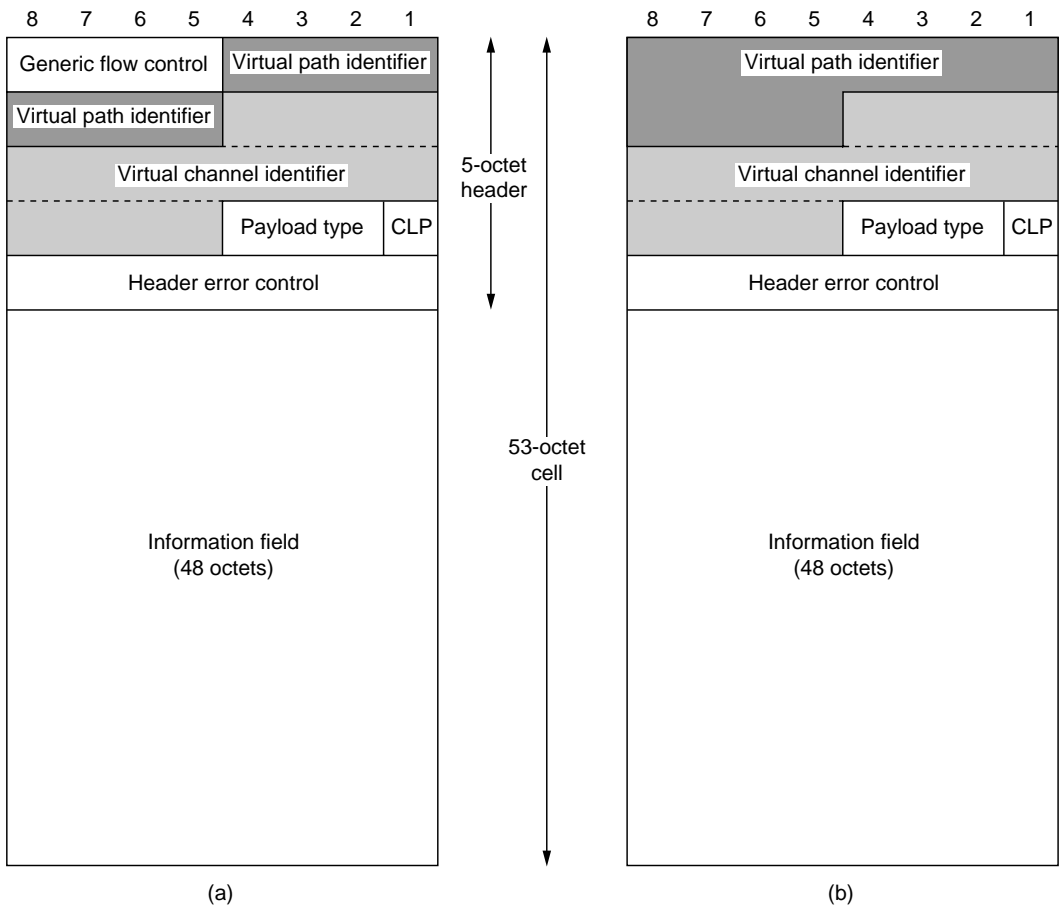 8 7 6 5 4 3 2 1
Generic flow control
Virtual path identifier
Virtual path identifier
Virtual channel identifier
Payload type
CLP
Header error control
Information field
(48 octets)
(a)
5-octet
header
53-octet
cell
8 7 6 5 4 3 2 1
Virtual path identifier
Virtual channel identifier
Payload type
CLP
Header error control
Information field
(48 octets)
(b)